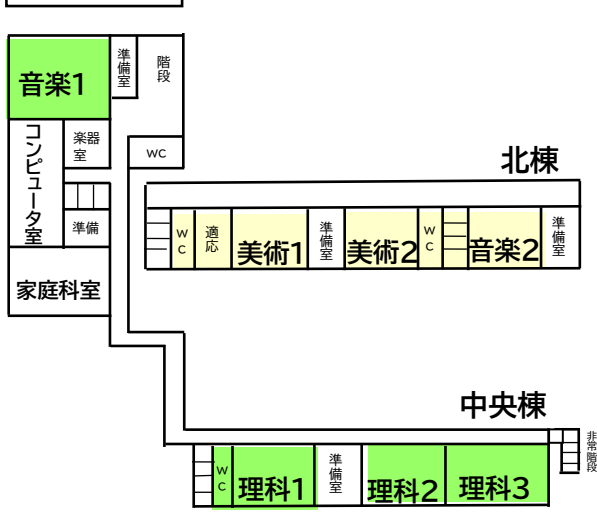 音楽1
準備室
階段
コンピュータ室
楽器室
wc
準備
家庭科室
北棟
wc
適応
美術1
準備室
美術2
wc
音楽2
準備室
中央棟
非常階段
wc
理科1
準備室
理科2
理科3